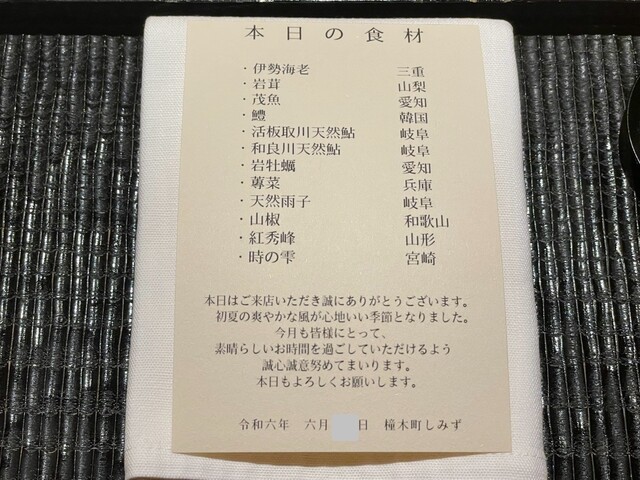 本日の食材
・伊勢海老 三重
・岩茸 山梨
・茂魚 愛知
・鱧 韓国
・活板取川天然鮎 岐阜
・和良川天然鮎 岐阜
・岩牡蠣 愛知
・蓴菜 兵庫
・天然雨子 岐阜
・山椒 和歌山
・紅秀峰 山形
・時の雫 宮崎
本日はご来店いただき誠にありがとうございます。
初夏の爽やかな風が心地いい季節となりました。
今月も皆様にとって、
素晴らしいお時間を過ごしていただけるよう
誠心誠意努めてまいります。
本日もよろしくお願いします。
令和六年 六月 日 橦木町しみず